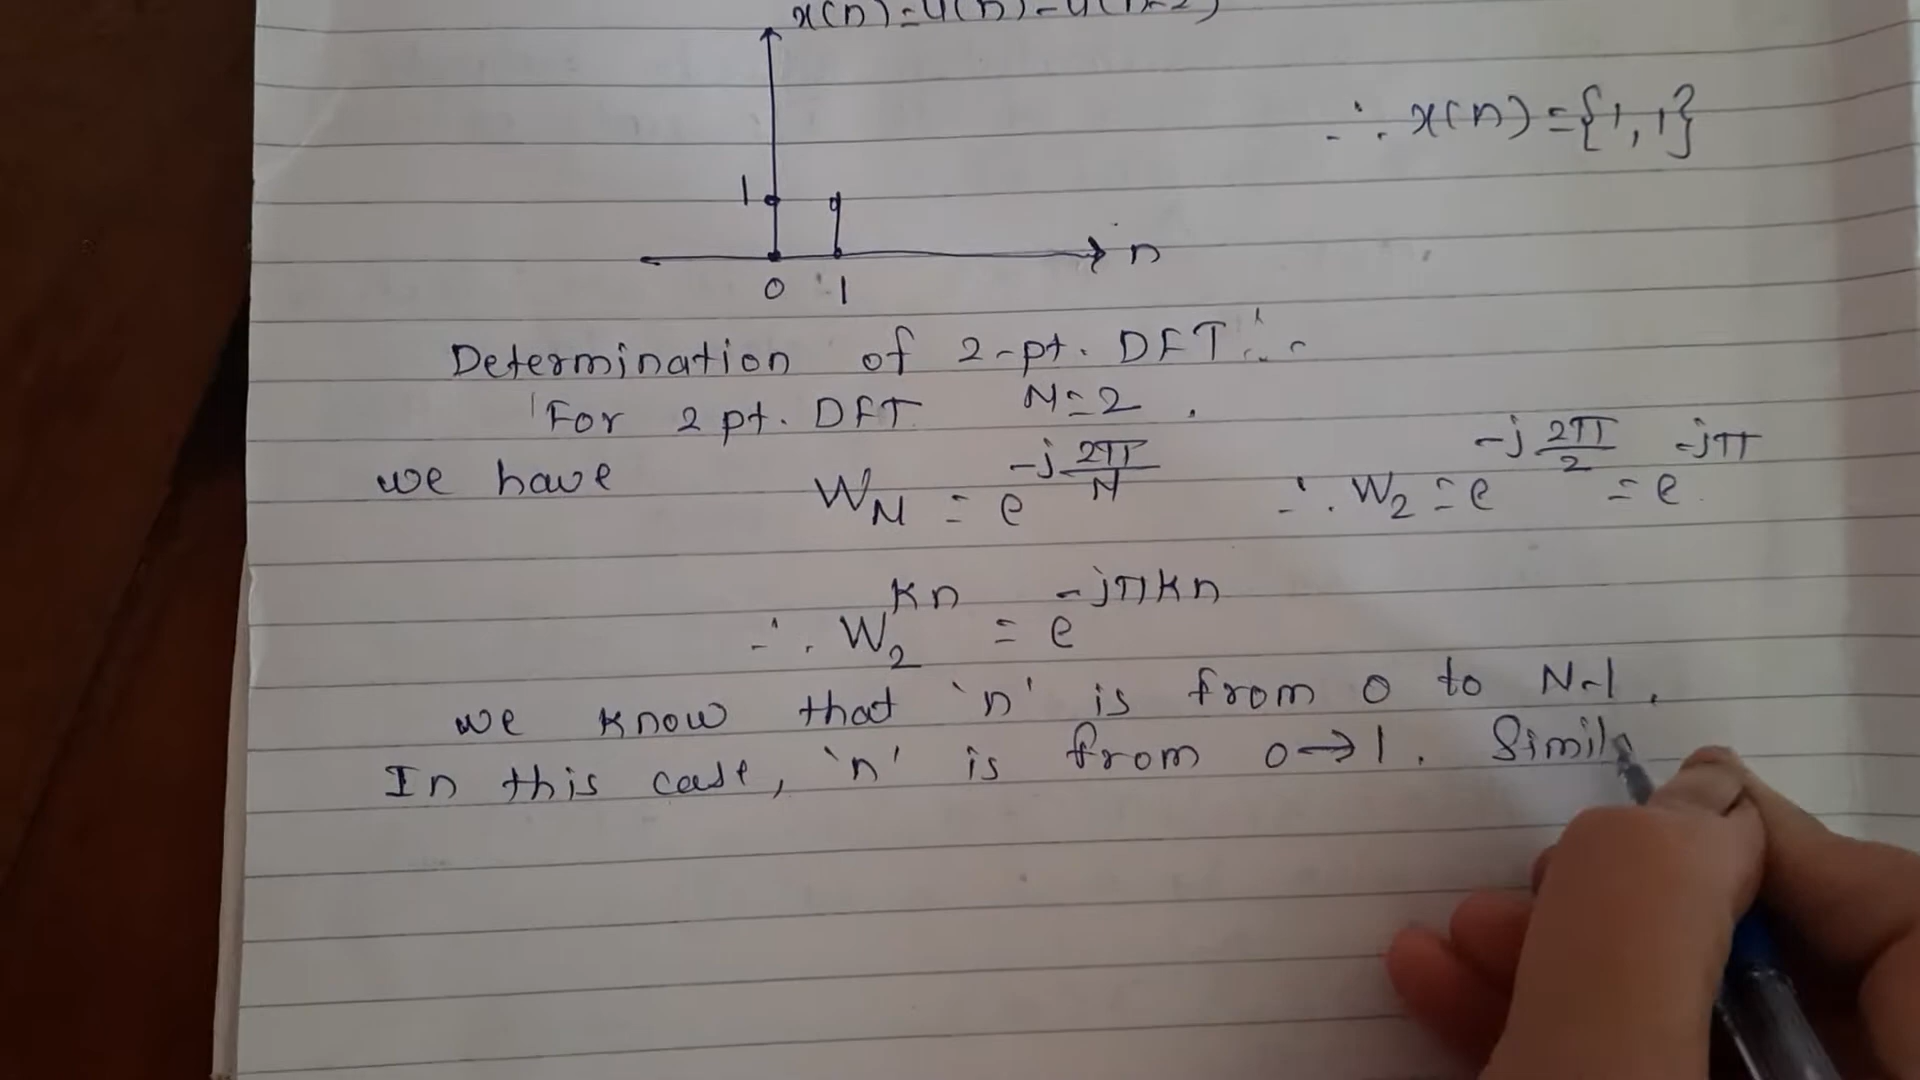 x(n)=u(n)-u(n-2)
∴ x(n)={1,1}
1
n
0 1
Determination of 2-pt. DFT:-
For 2 pt. DFT N=2.
we have W_N = e^{-j 2π/N} ∴ W_2 = e^{-j 2π/2} = e^{-jπ}
∴ W_2^{kn} = e^{-jπkn}
we know that 'n' is from 0 to N-1.
In this case, 'n' is from 0→1. Simila